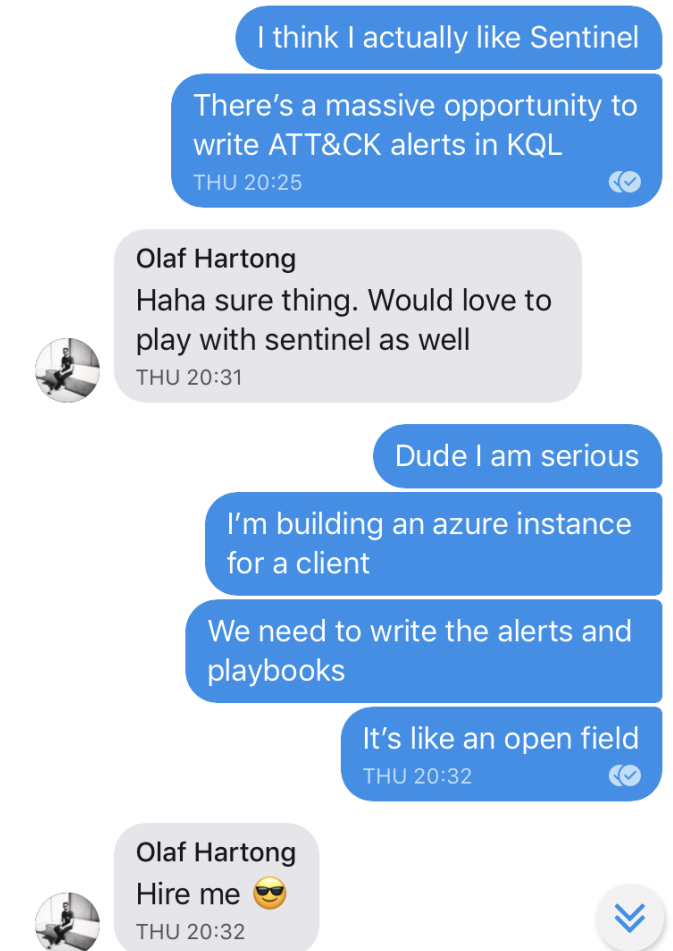 I think I actually like Sentinel
There’s a massive opportunity to
write ATT&CK alerts in KQL
THU 20:25
Olaf Hartong
Haha sure thing. Would love to
play with sentinel as well
THU 20:31
Dude I am serious
I’m building an azure instance
for a client
We need to write the alerts and
playbooks
It’s like an open field
THU 20:32
Olaf Hartong
Hire me 😎
THU 20:32